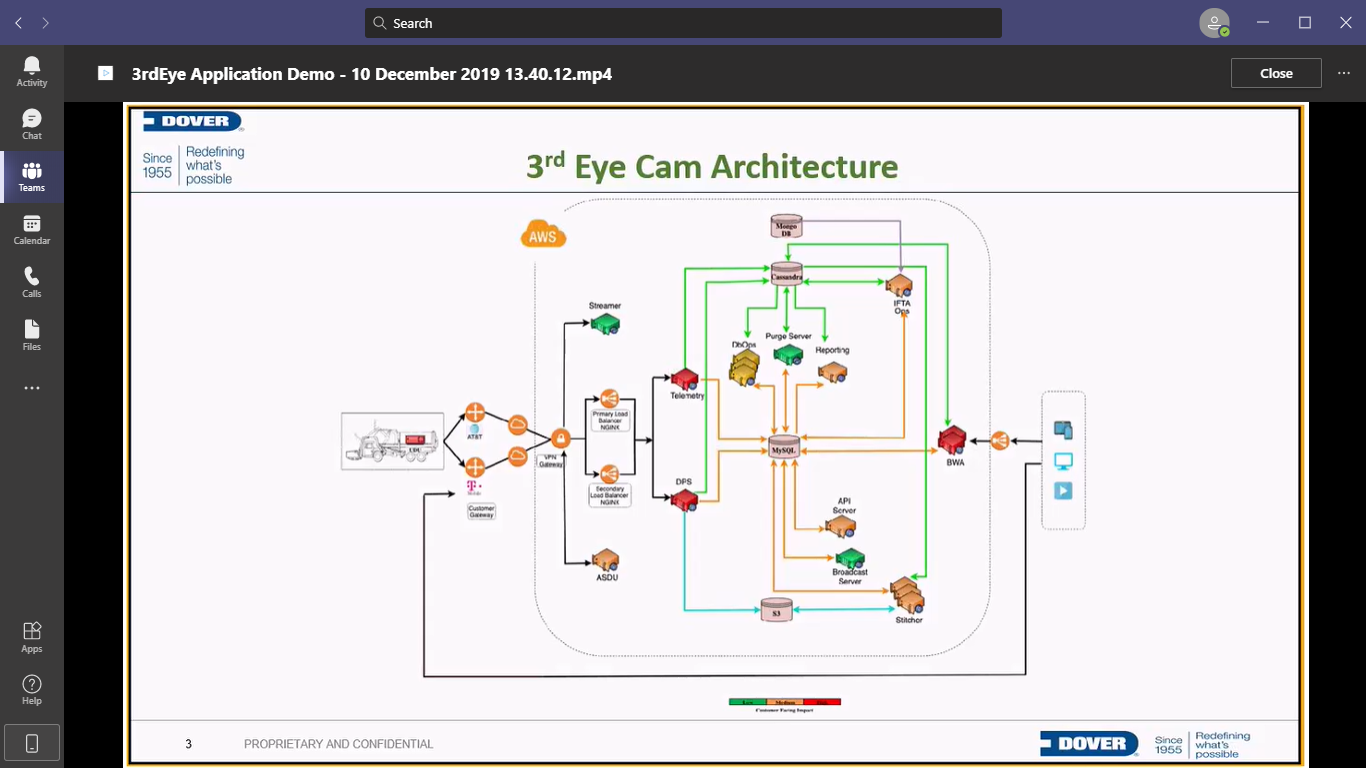 Search
Activity
Chat
Teams
Calendar
Calls
Files
Apps
Help
3rdEye Application Demo - 10 December 2019 13.40.12.mp4
Close
DOVER
Since
1955
Redefining
what's
possible
3rd Eye Cam Architecture
AWS
Mongo
DB
Cassandra
IFTA
Ops
Streamer
DbOps
Purge Server
Reporting
Telemetry
Primary Load
Balancer
NGINX
UDU
AT&T
VPN
Gateway
MySQL
BWA
Secondary
Load Balancer
NGINX
DPS
Customer
Gateway
API
Server
ASDU
Broadcast
Server
S3
Stitchor
Low
Medium
High
Customer Facing Impact
3
PROPRIETARY AND CONFIDENTIAL
DOVER
Since
1955
Redefining
what's
possible